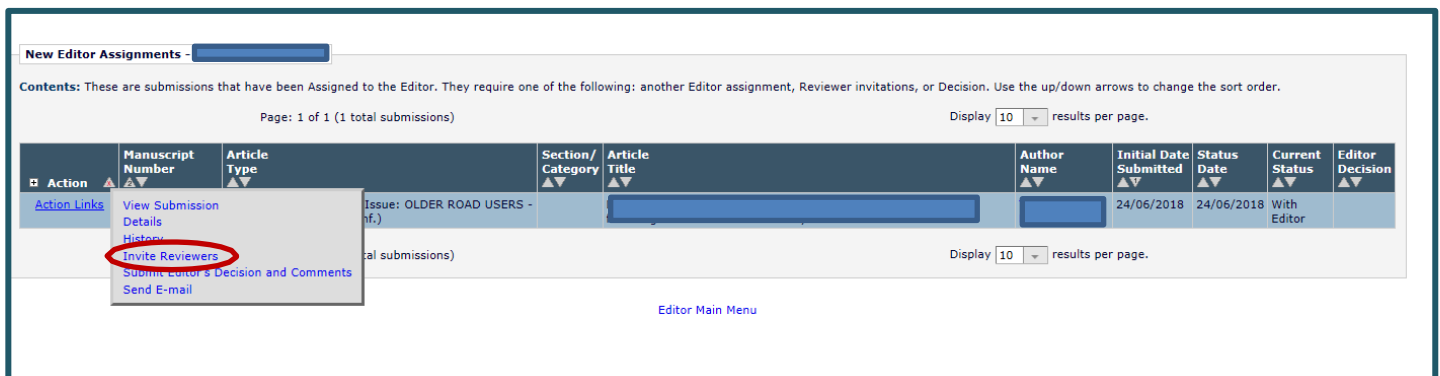 New Editor Assignments -
Contents: These are submissions that have been Assigned to the Editor. They require one of the following: another Editor assignment, Reviewer invitations, or Decision. Use the up/down arrows to change the sort order.
Page: 1 of 1 (1 total submissions)
Display 10 results per page.
Action
Manuscript Number
Article Type
Section/ Category
Article Title
Author Name
Initial Date Submitted
Status Date
Current Status
Editor Decision
Action Links
Issue: OLDER ROAD USERS -
24/06/2018
24/06/2018
With Editor
View Submission
Details
History
Invite Reviewers
Submit Editor's Decision and Comments
Send E-mail
submissions)
Display 10 results per page.
Editor Main Menu